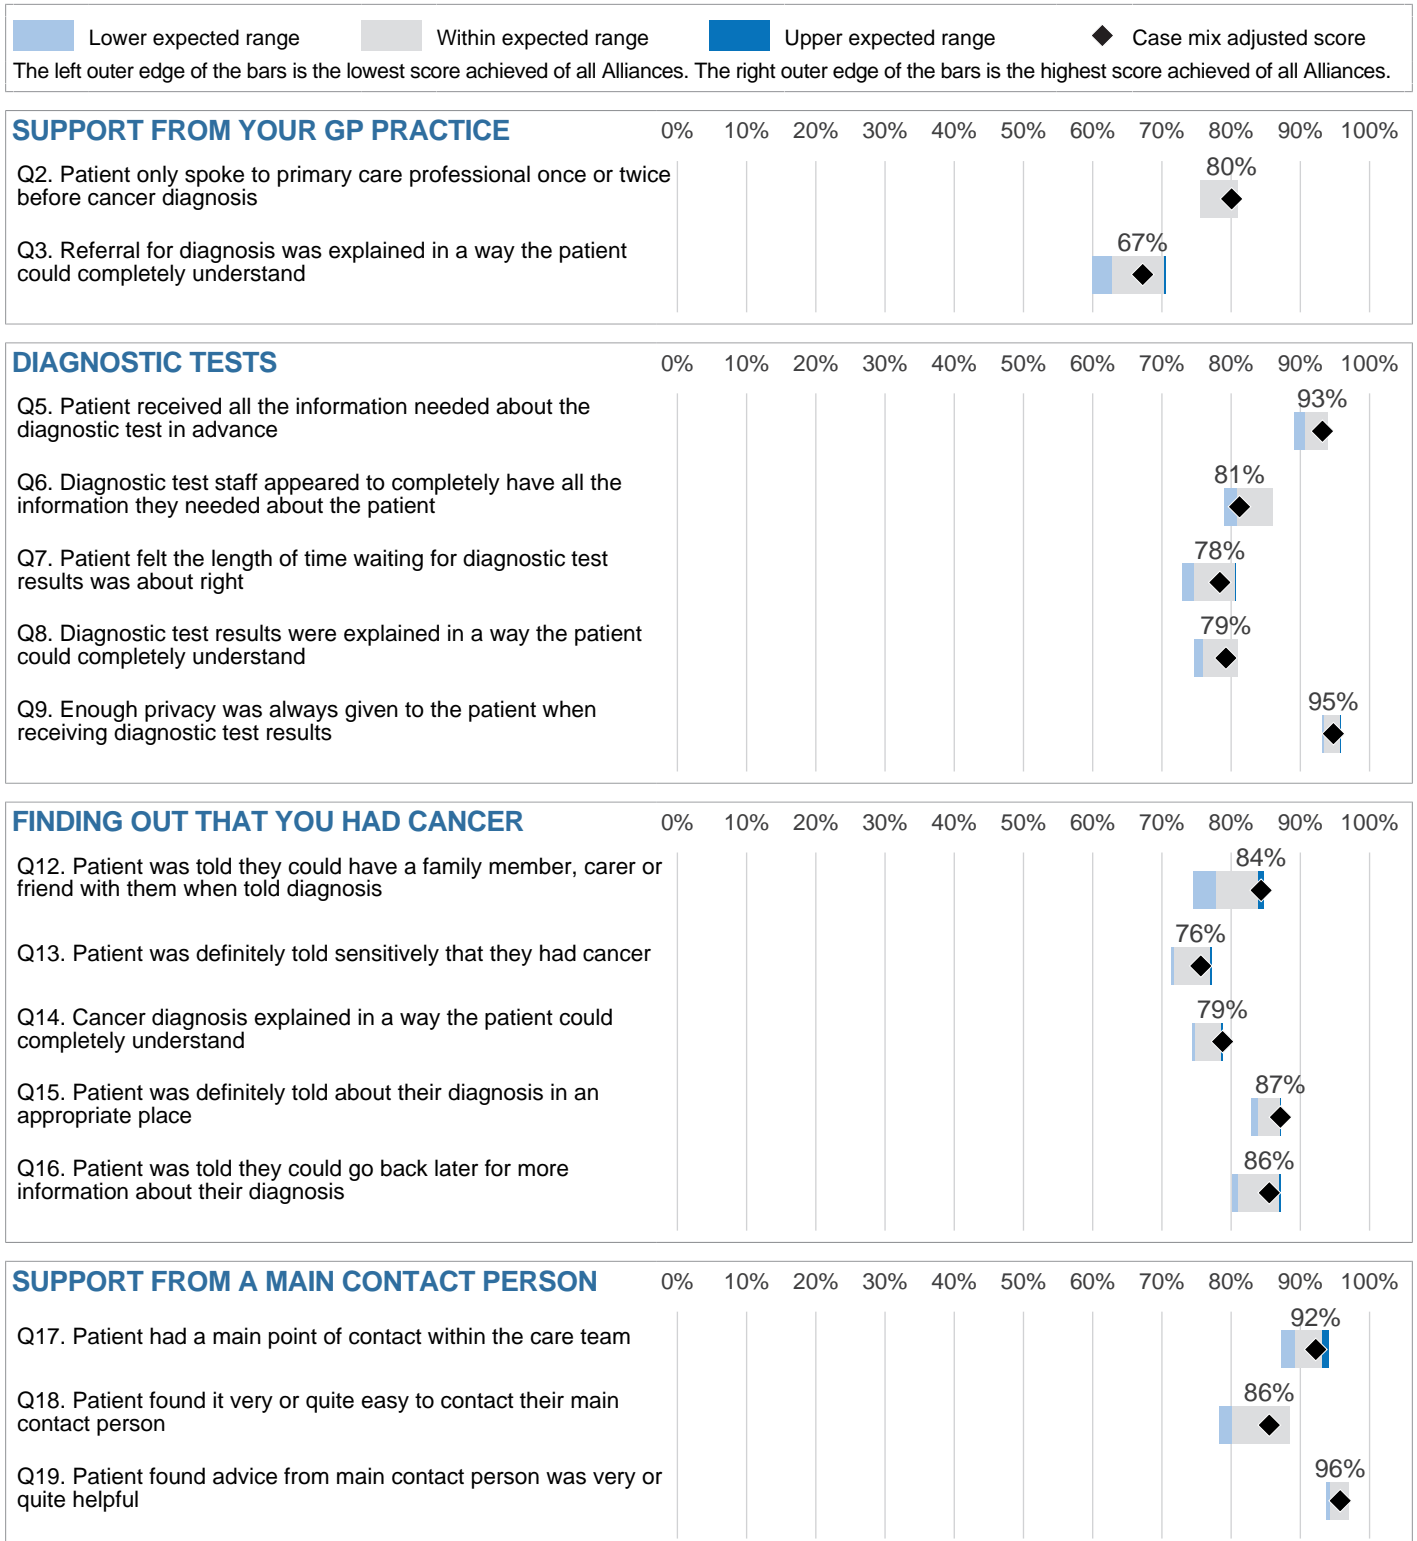 Lower expected range Within expected range Upper expected range Case mix adjusted score
The left outer edge of the bars is the lowest score achieved of all Alliances. The right outer edge of the bars is the highest score achieved of all Alliances.
SUPPORT FROM YOUR GP PRACTICE 0% 10% 20% 30% 40% 50% 60% 70% 80% 90% 100%
Q2. Patient only spoke to primary care professional once or twice
before cancer diagnosis
80%
Q3. Referral for diagnosis was explained in a way the patient
could completely understand
67%
DIAGNOSTIC TESTS 0% 10% 20% 30% 40% 50% 60% 70% 80% 90% 100%
Q5. Patient received all the information needed about the
diagnostic test in advance
93%
Q6. Diagnostic test staff appeared to completely have all the
information they needed about the patient
81%
Q7. Patient felt the length of time waiting for diagnostic test
results was about right
78%
Q8. Diagnostic test results were explained in a way the patient
could completely understand
79%
Q9. Enough privacy was always given to the patient when
receiving diagnostic test results
95%
FINDING OUT THAT YOU HAD CANCER 0% 10% 20% 30% 40% 50% 60% 70% 80% 90% 100%
Q12. Patient was told they could have a family member, carer or
friend with them when told diagnosis
84%
Q13. Patient was definitely told sensitively that they had cancer
76%
Q14. Cancer diagnosis explained in a way the patient could
completely understand
79%
Q15. Patient was definitely told about their diagnosis in an
appropriate place
87%
Q16. Patient was told they could go back later for more
information about their diagnosis
86%
SUPPORT FROM A MAIN CONTACT PERSON 0% 10% 20% 30% 40% 50% 60% 70% 80% 90% 100%
Q17. Patient had a main point of contact within the care team
92%
Q18. Patient found it very or quite easy to contact their main
contact person
86%
Q19. Patient found advice from main contact person was very or
quite helpful
96%